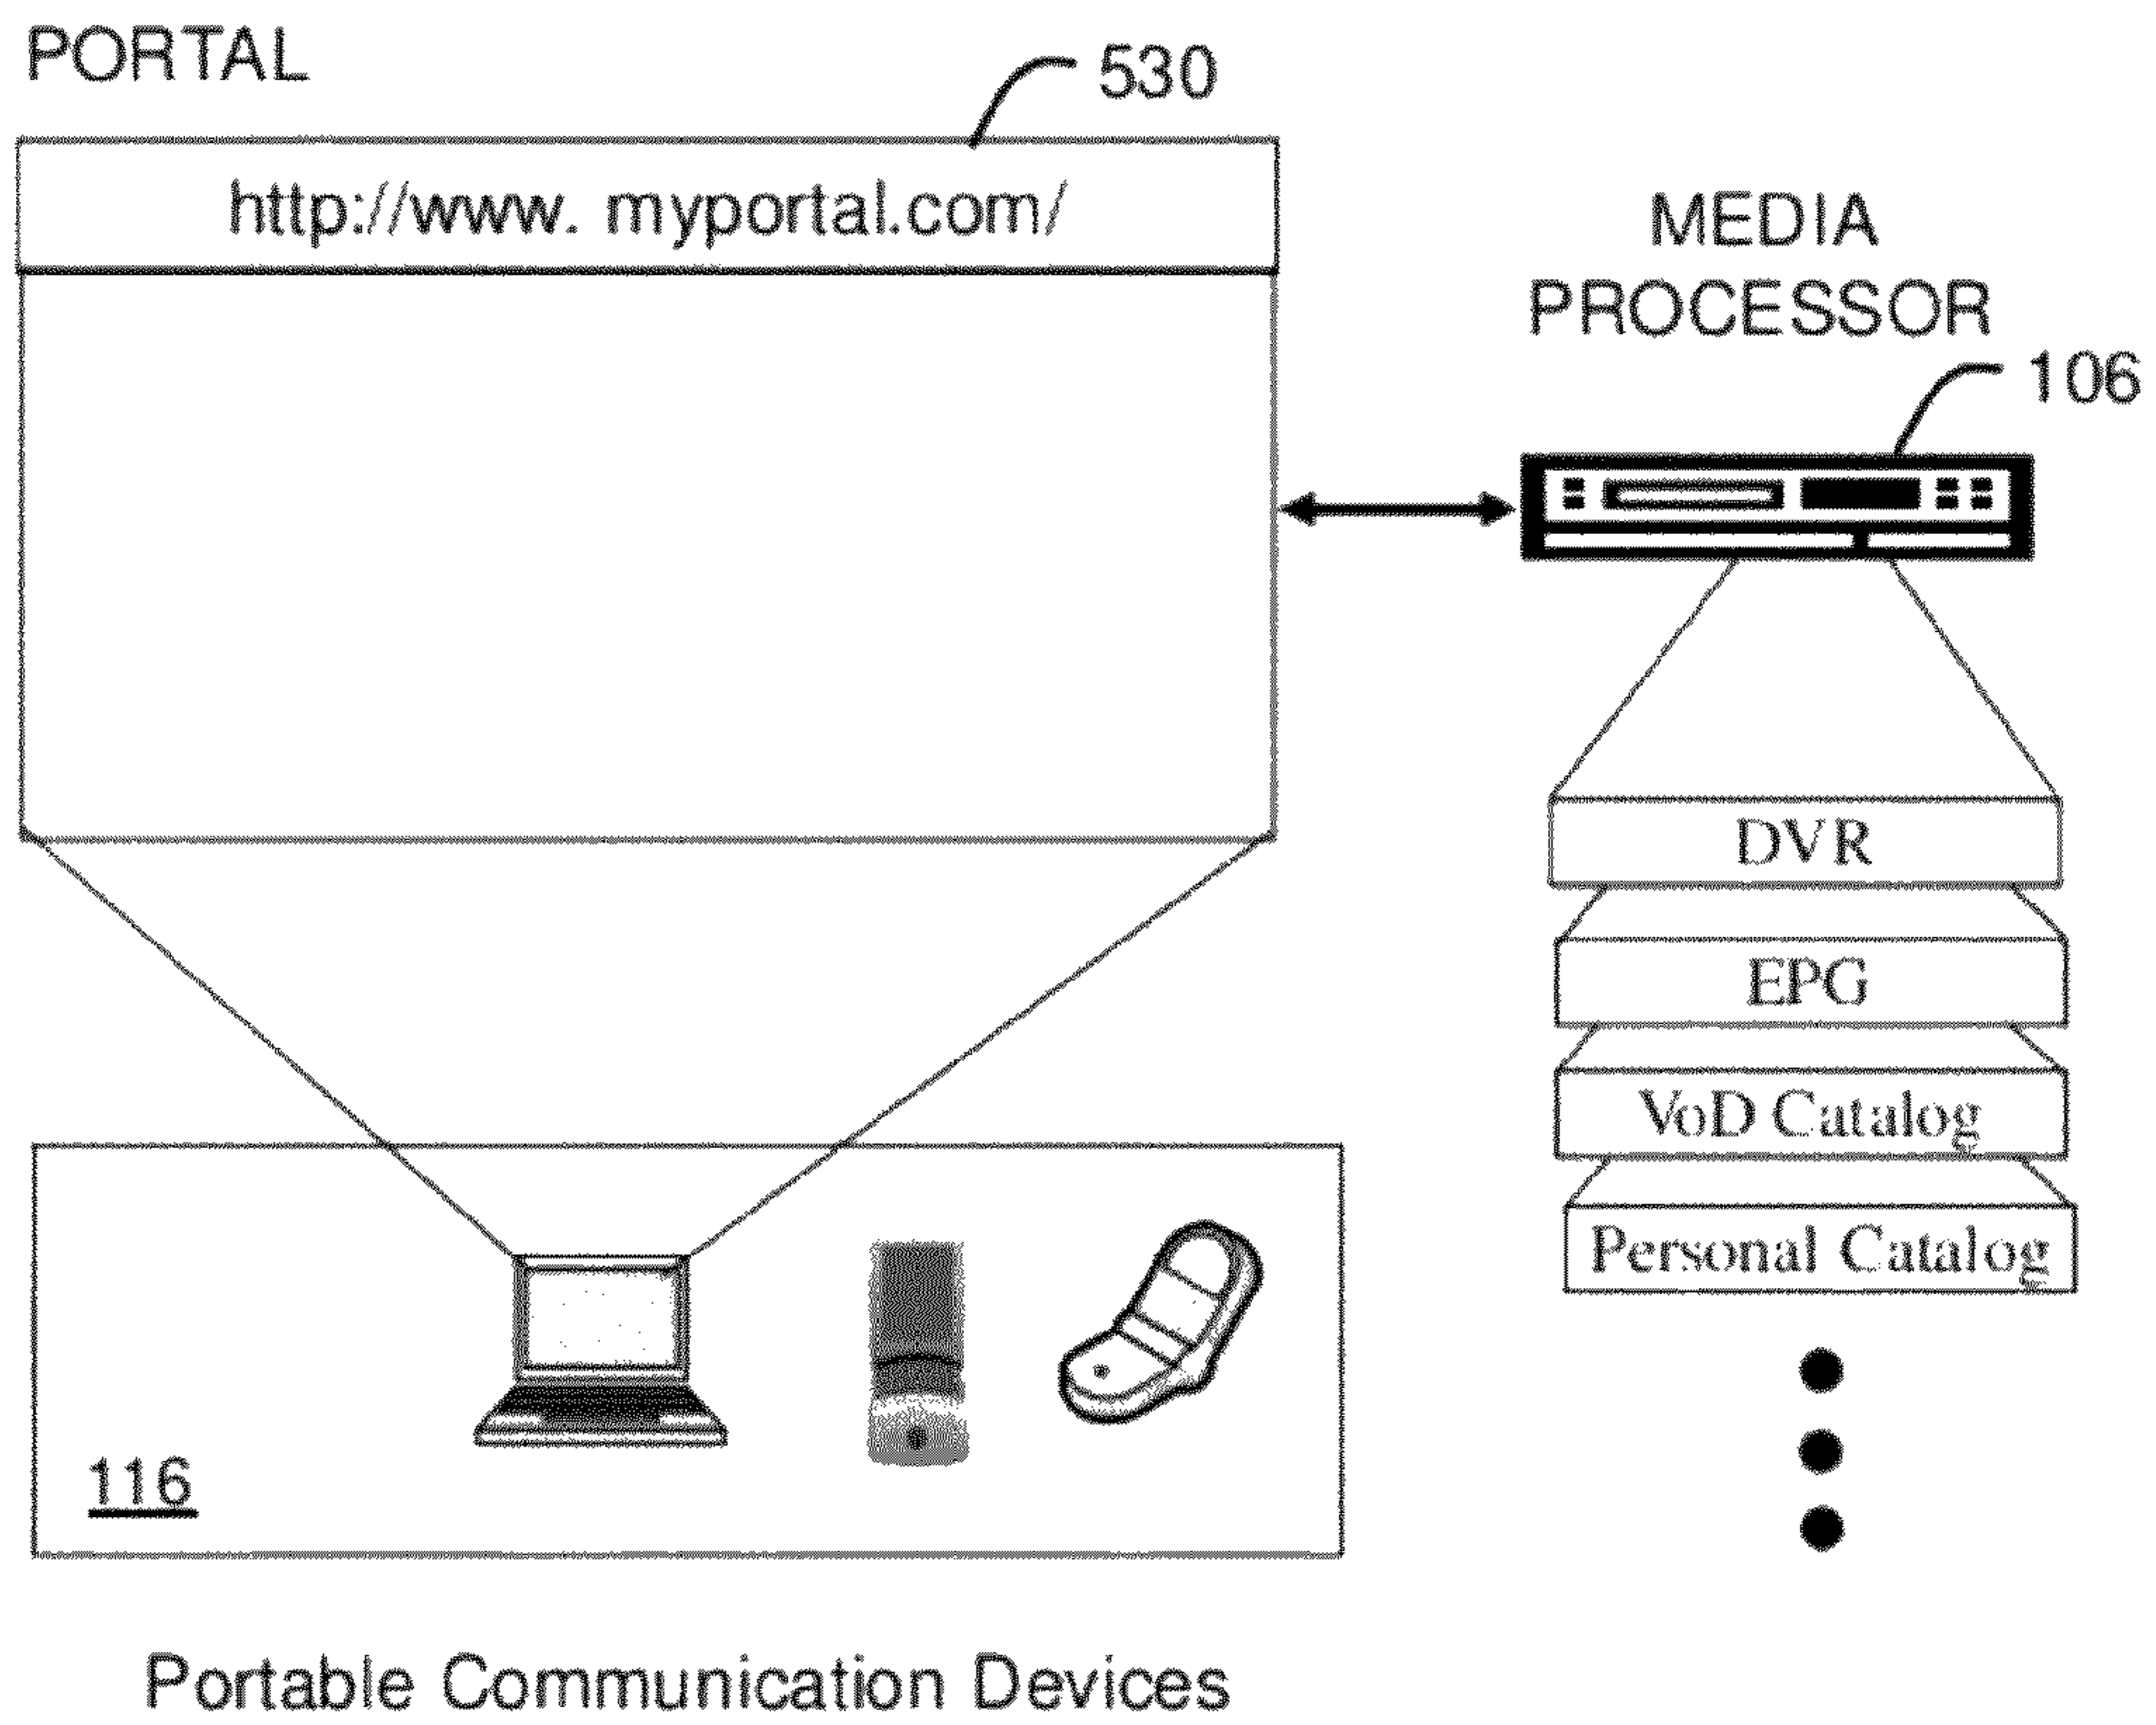 PORTAL
530
http://www. myportal.com/
MEDIA
PROCESSOR
106
DVR
EPG
VoD Catalog
Personal Catalog
116
Portable Communication Devices